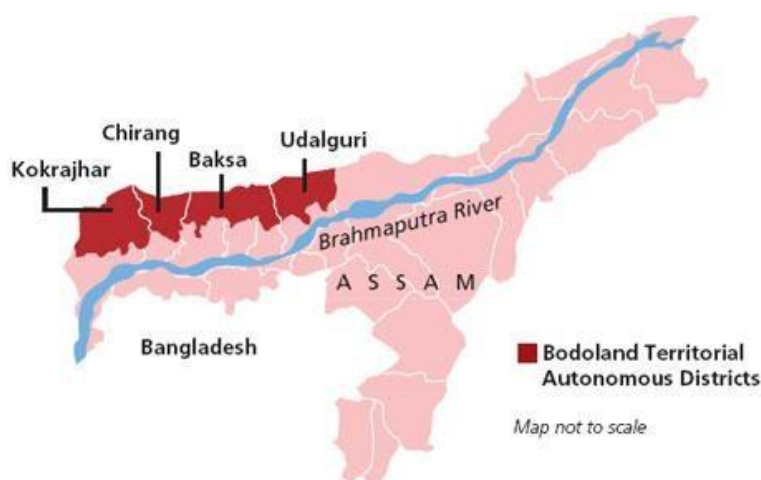 Chirang
Udalguri
Baksa
Kokrajhar
Brahmaputra River
A S S A M
Bangladesh
Bodoland Territorial
Autonomous Districts
Map not to scale